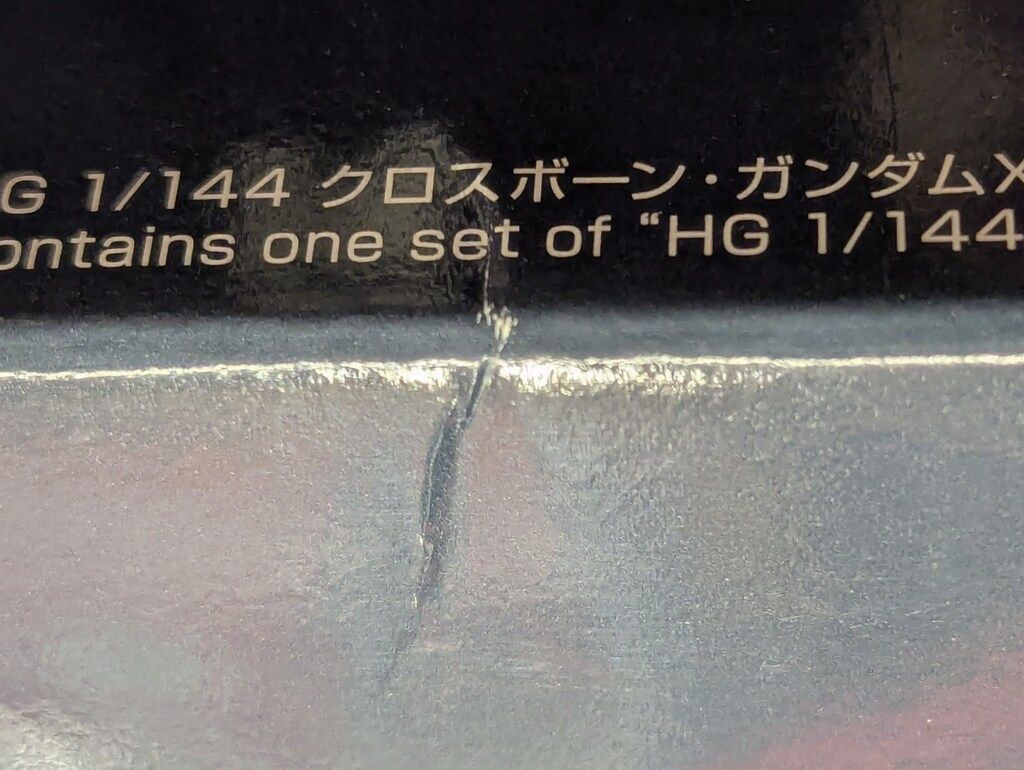 G 1/144 クロスボーン・ガンダムX
ontains one set of “HG 1/144